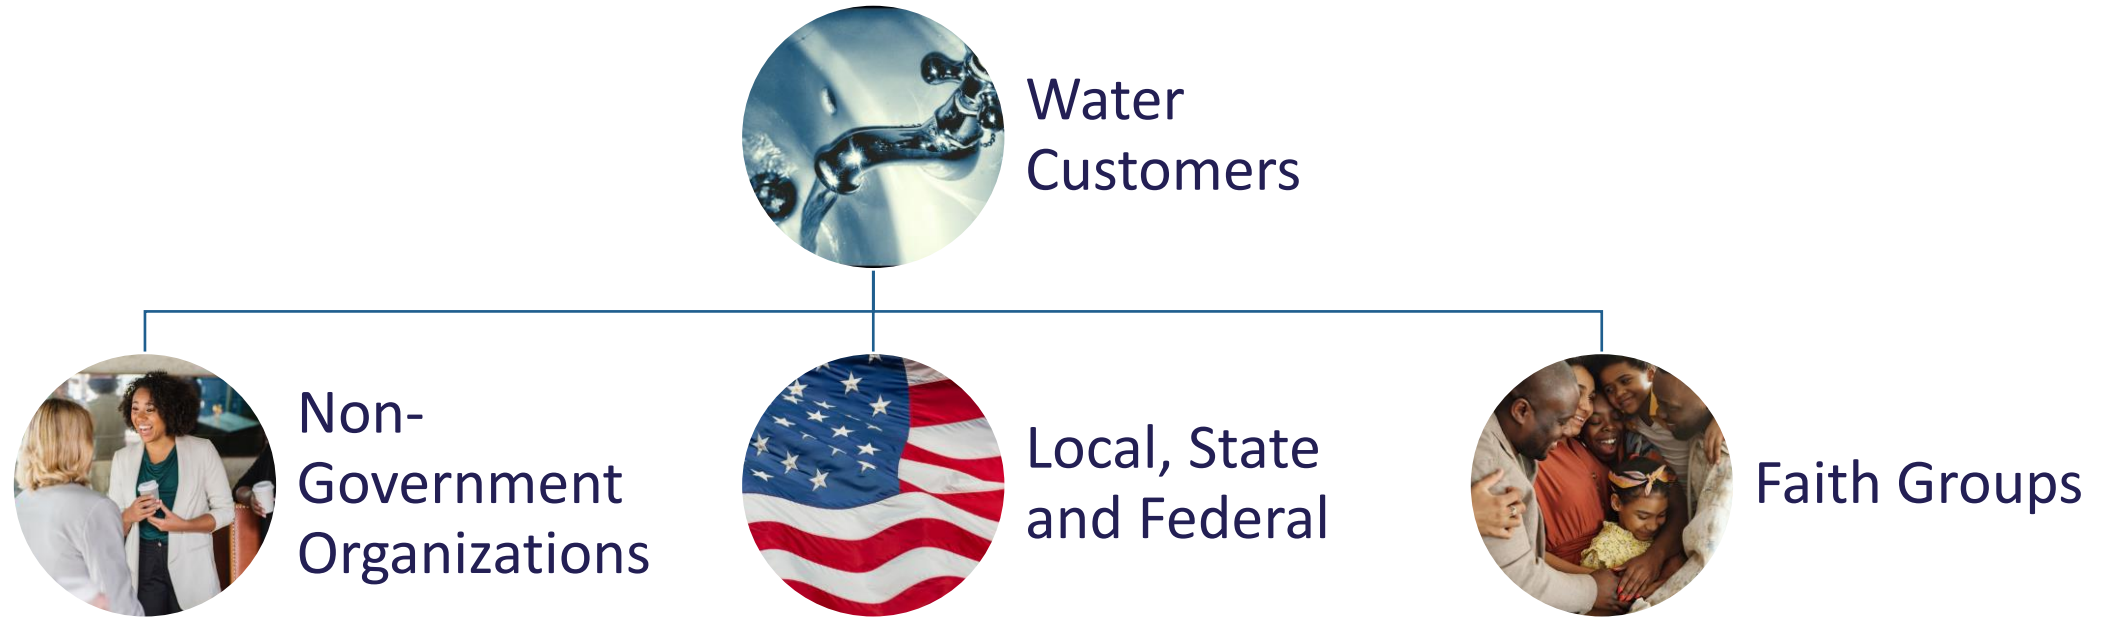 Water
Customers
Non-
Government
Organizations
Local, State
and Federal
Faith Groups